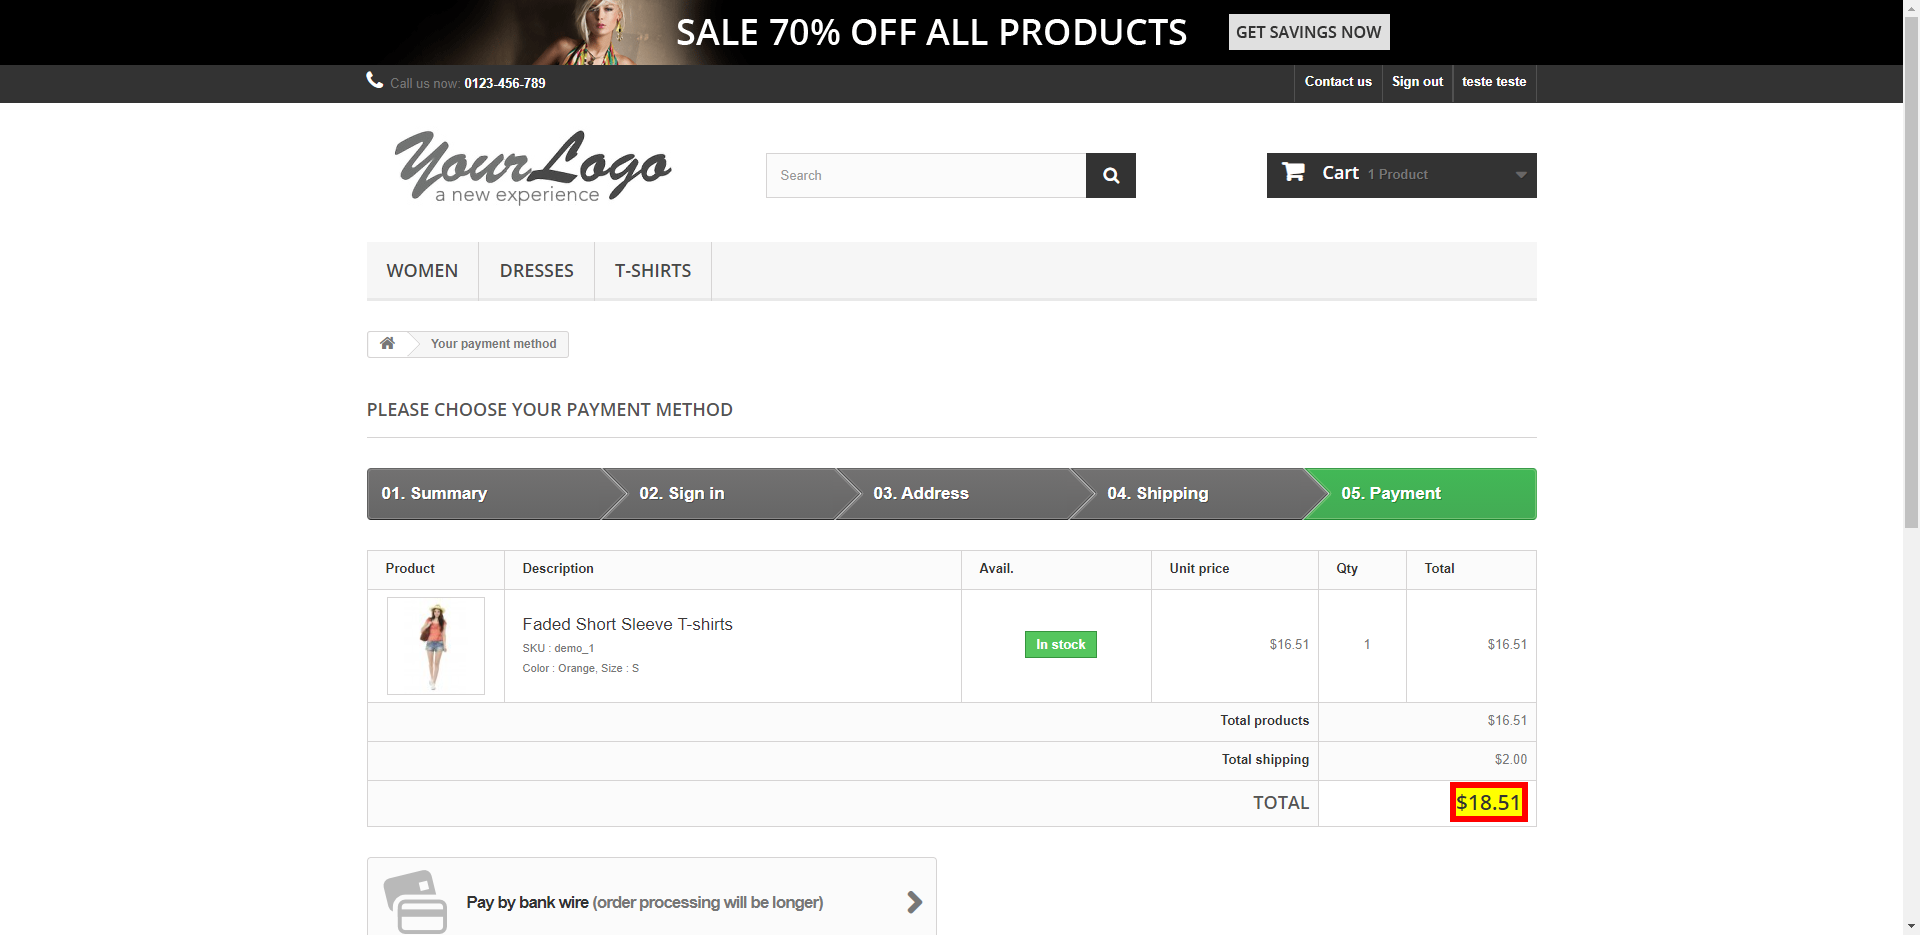 SALE 70% OFF ALL PRODUCTS GET SAVINGS NOW
Call us now: 0123-456-789 Contact us Sign out teste teste
Your Logo
a new experience
Search
Cart 1 Product
WOMEN DRESSES T-SHIRTS
Your payment method
PLEASE CHOOSE YOUR PAYMENT METHOD
01. Summary 02. Sign in 03. Address 04. Shipping 05. Payment
Product Description Avail. Unit price Qty Total
Faded Short Sleeve T-shirts
SKU : demo_1
Color : Orange, Size : S
In stock $16.51 1 $16.51
Total products $16.51
Total shipping $2.00
TOTAL $18.51
Pay by bank wire (order processing will be longer)